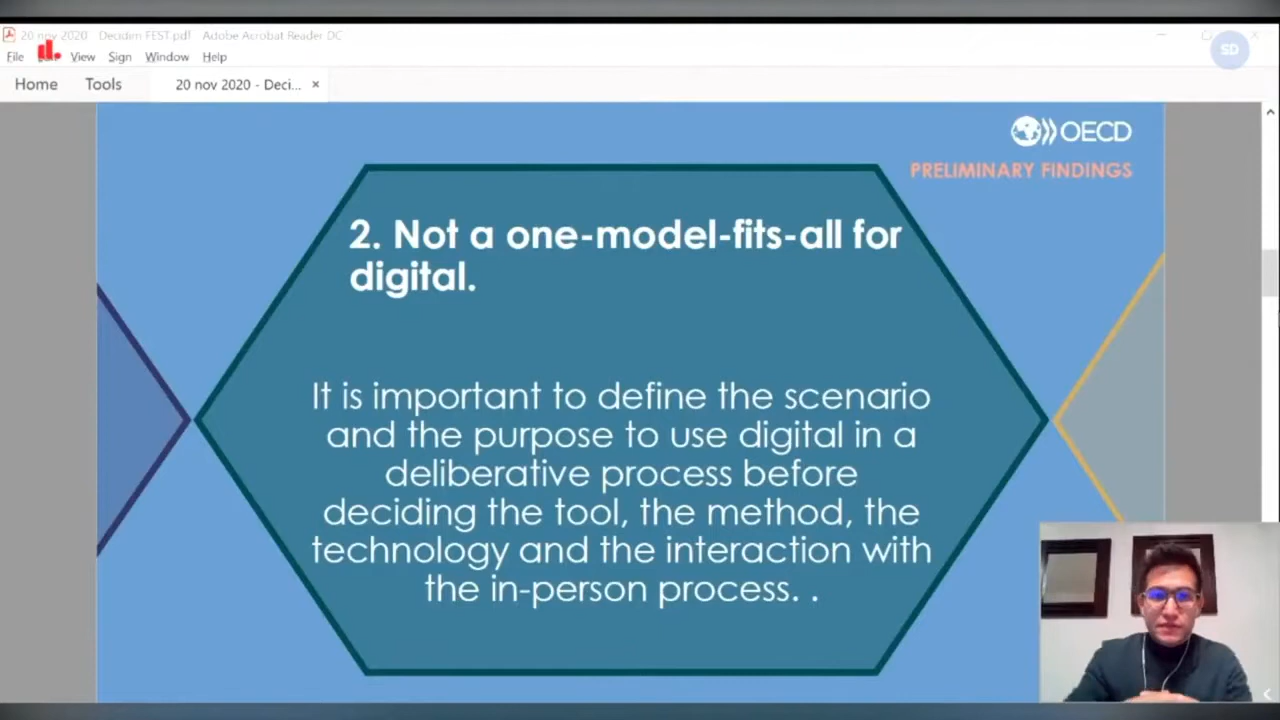 20 nov 2020 Decidim FEST.pdf Adobe Acrobat Reader DC
File View Sign Window Help
SD
Home Tools 20 nov 2020 - Deci... ×
OECD
PRELIMINARY FINDINGS
2. Not a one-model-fits-all for
digital.
It is important to define the scenario
and the purpose to use digital in a
deliberative process before
deciding the tool, the method, the
technology and the interaction with
the in-person process. .